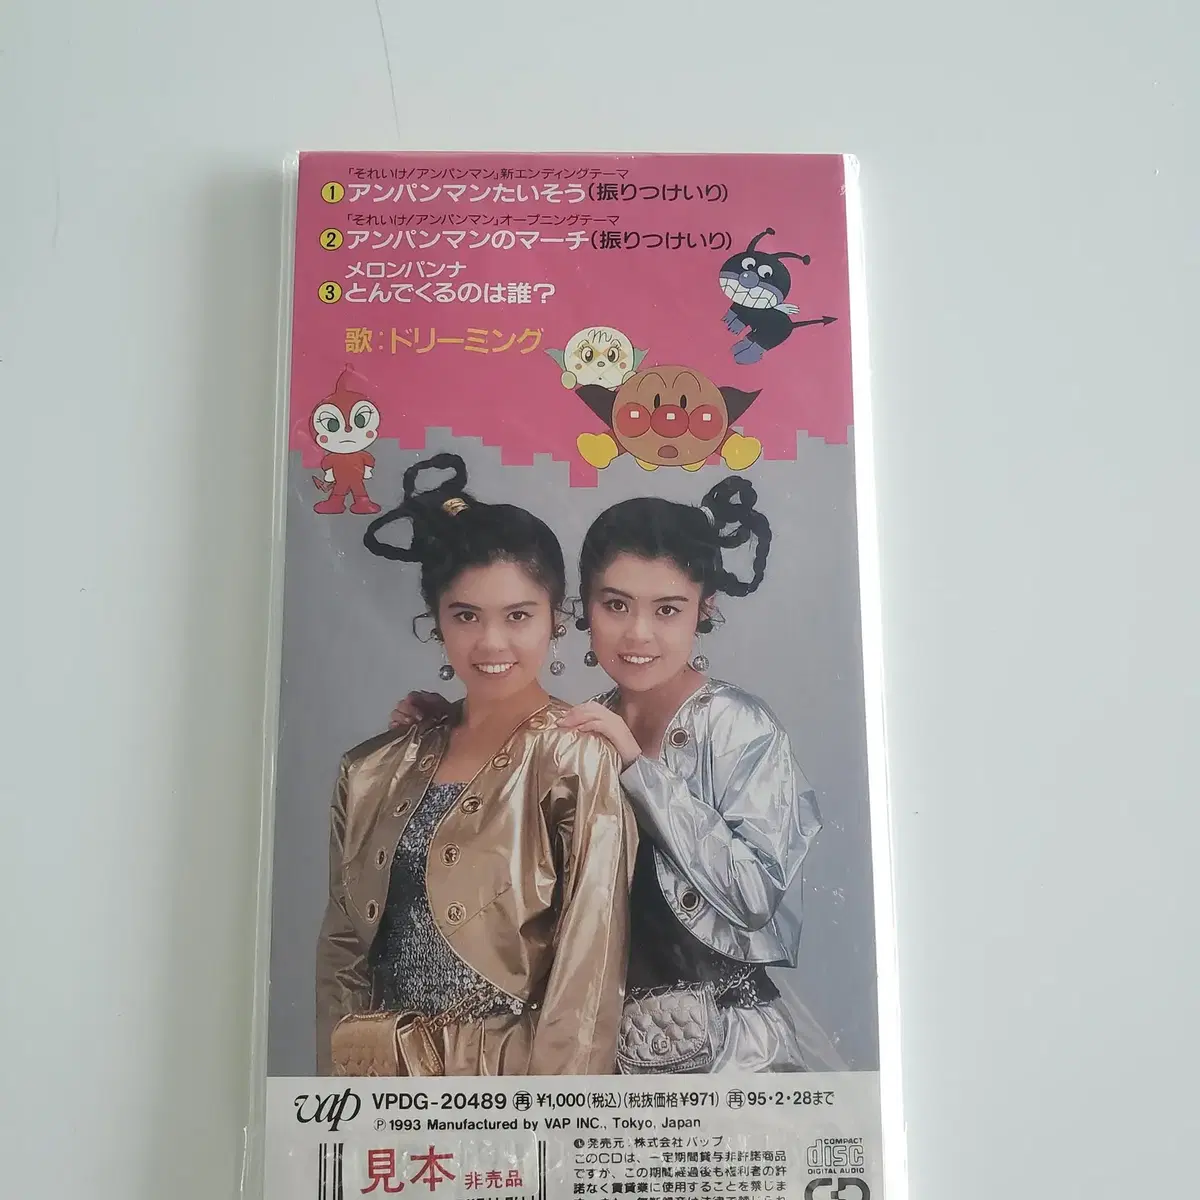 「それいけ!アンパンマン」新エンディングテーマ
1 アンパンマンたいそう(振りつけいり)
「それいけ!アンパンマン」オープニングテーマ
2 アンパンマンのマーチ(振りつけいり)
メロンパンナ
3 とんでくるのは誰?
歌:ドリーミング
m
vap VPDG-20489 再 ¥1,000(税込)(税抜価格¥971) 再95・2・28まで
Ⓟ1993 Manufactured by VAP INC., Tokyo, Japan
見本 非売品
発売元:株式会社バップ
このCDは、一定期間貸与非許諾商品
ですが、この期間経過後も権利者の許
諾なく賃貸業に使用することを禁じま
COMPACT
disc
DIGITAL AUDIO